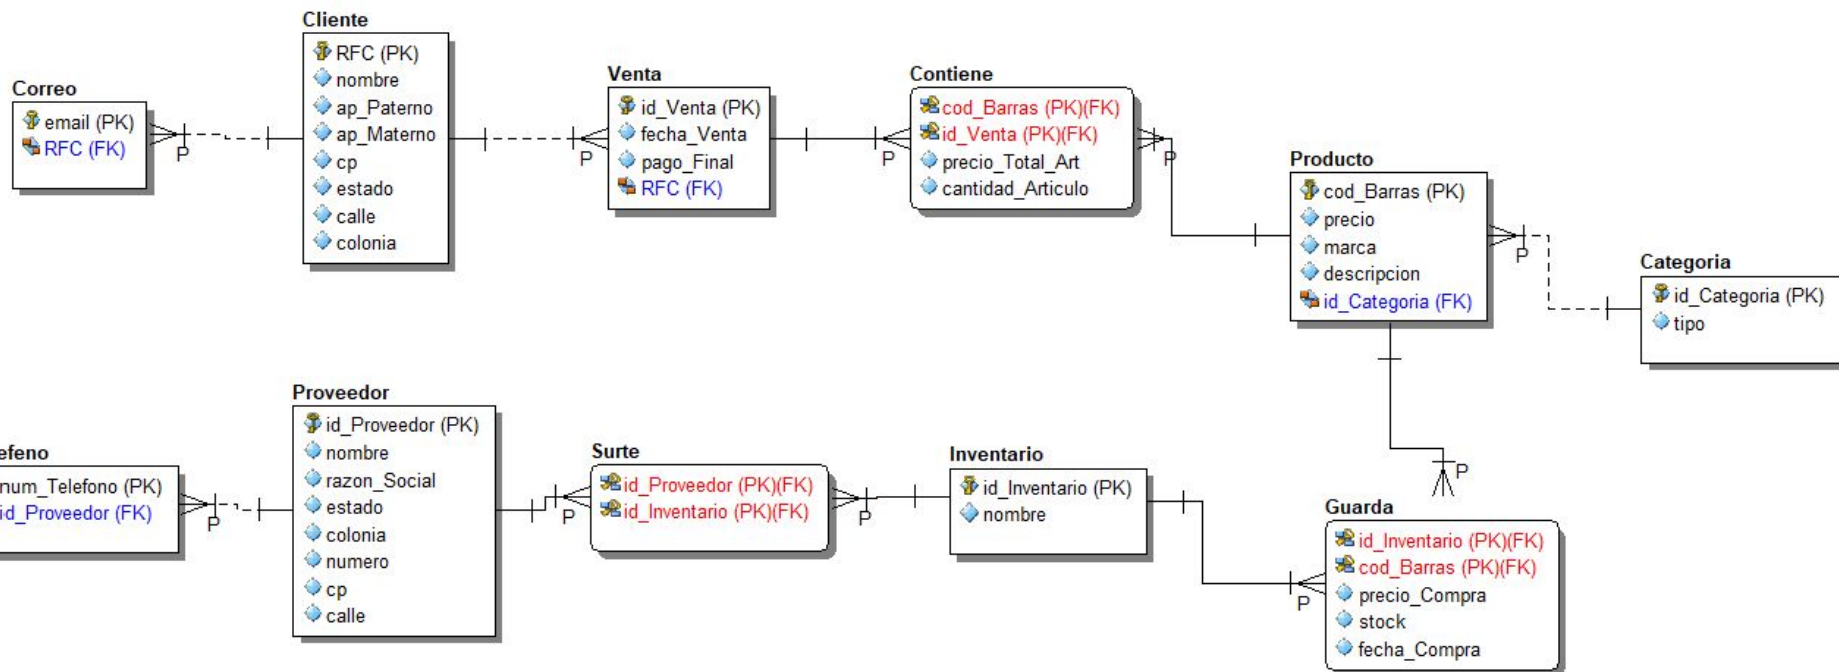 Correo
email (PK)
RFC (FK)
P
Cliente
RFC (PK)
nombre
ap_Paterno
ap_Materno
cp
estado
calle
colonia
P
Venta
id_Venta (PK)
fecha_Venta
pago_Final
RFC (FK)
P
Contiene
cod_Barras (PK)(FK)
id_Venta (PK)(FK)
precio_Total_Art
cantidad_Articulo
P
Producto
cod_Barras (PK)
precio
marca
descripcion
id_Categoria (FK)
P
Categoria
id_Categoria (PK)
tipo
efeno
num_Telefono (PK)
id_Proveedor (FK)
P
Proveedor
id_Proveedor (PK)
nombre
razon_Social
estado
colonia
numero
cp
calle
P
Surte
id_Proveedor (PK)(FK)
id_Inventario (PK)(FK)
P
Inventario
id_Inventario (PK)
nombre
P
P
Guarda
id_Inventario (PK)(FK)
cod_Barras (PK)(FK)
precio_Compra
stock
fecha_Compra